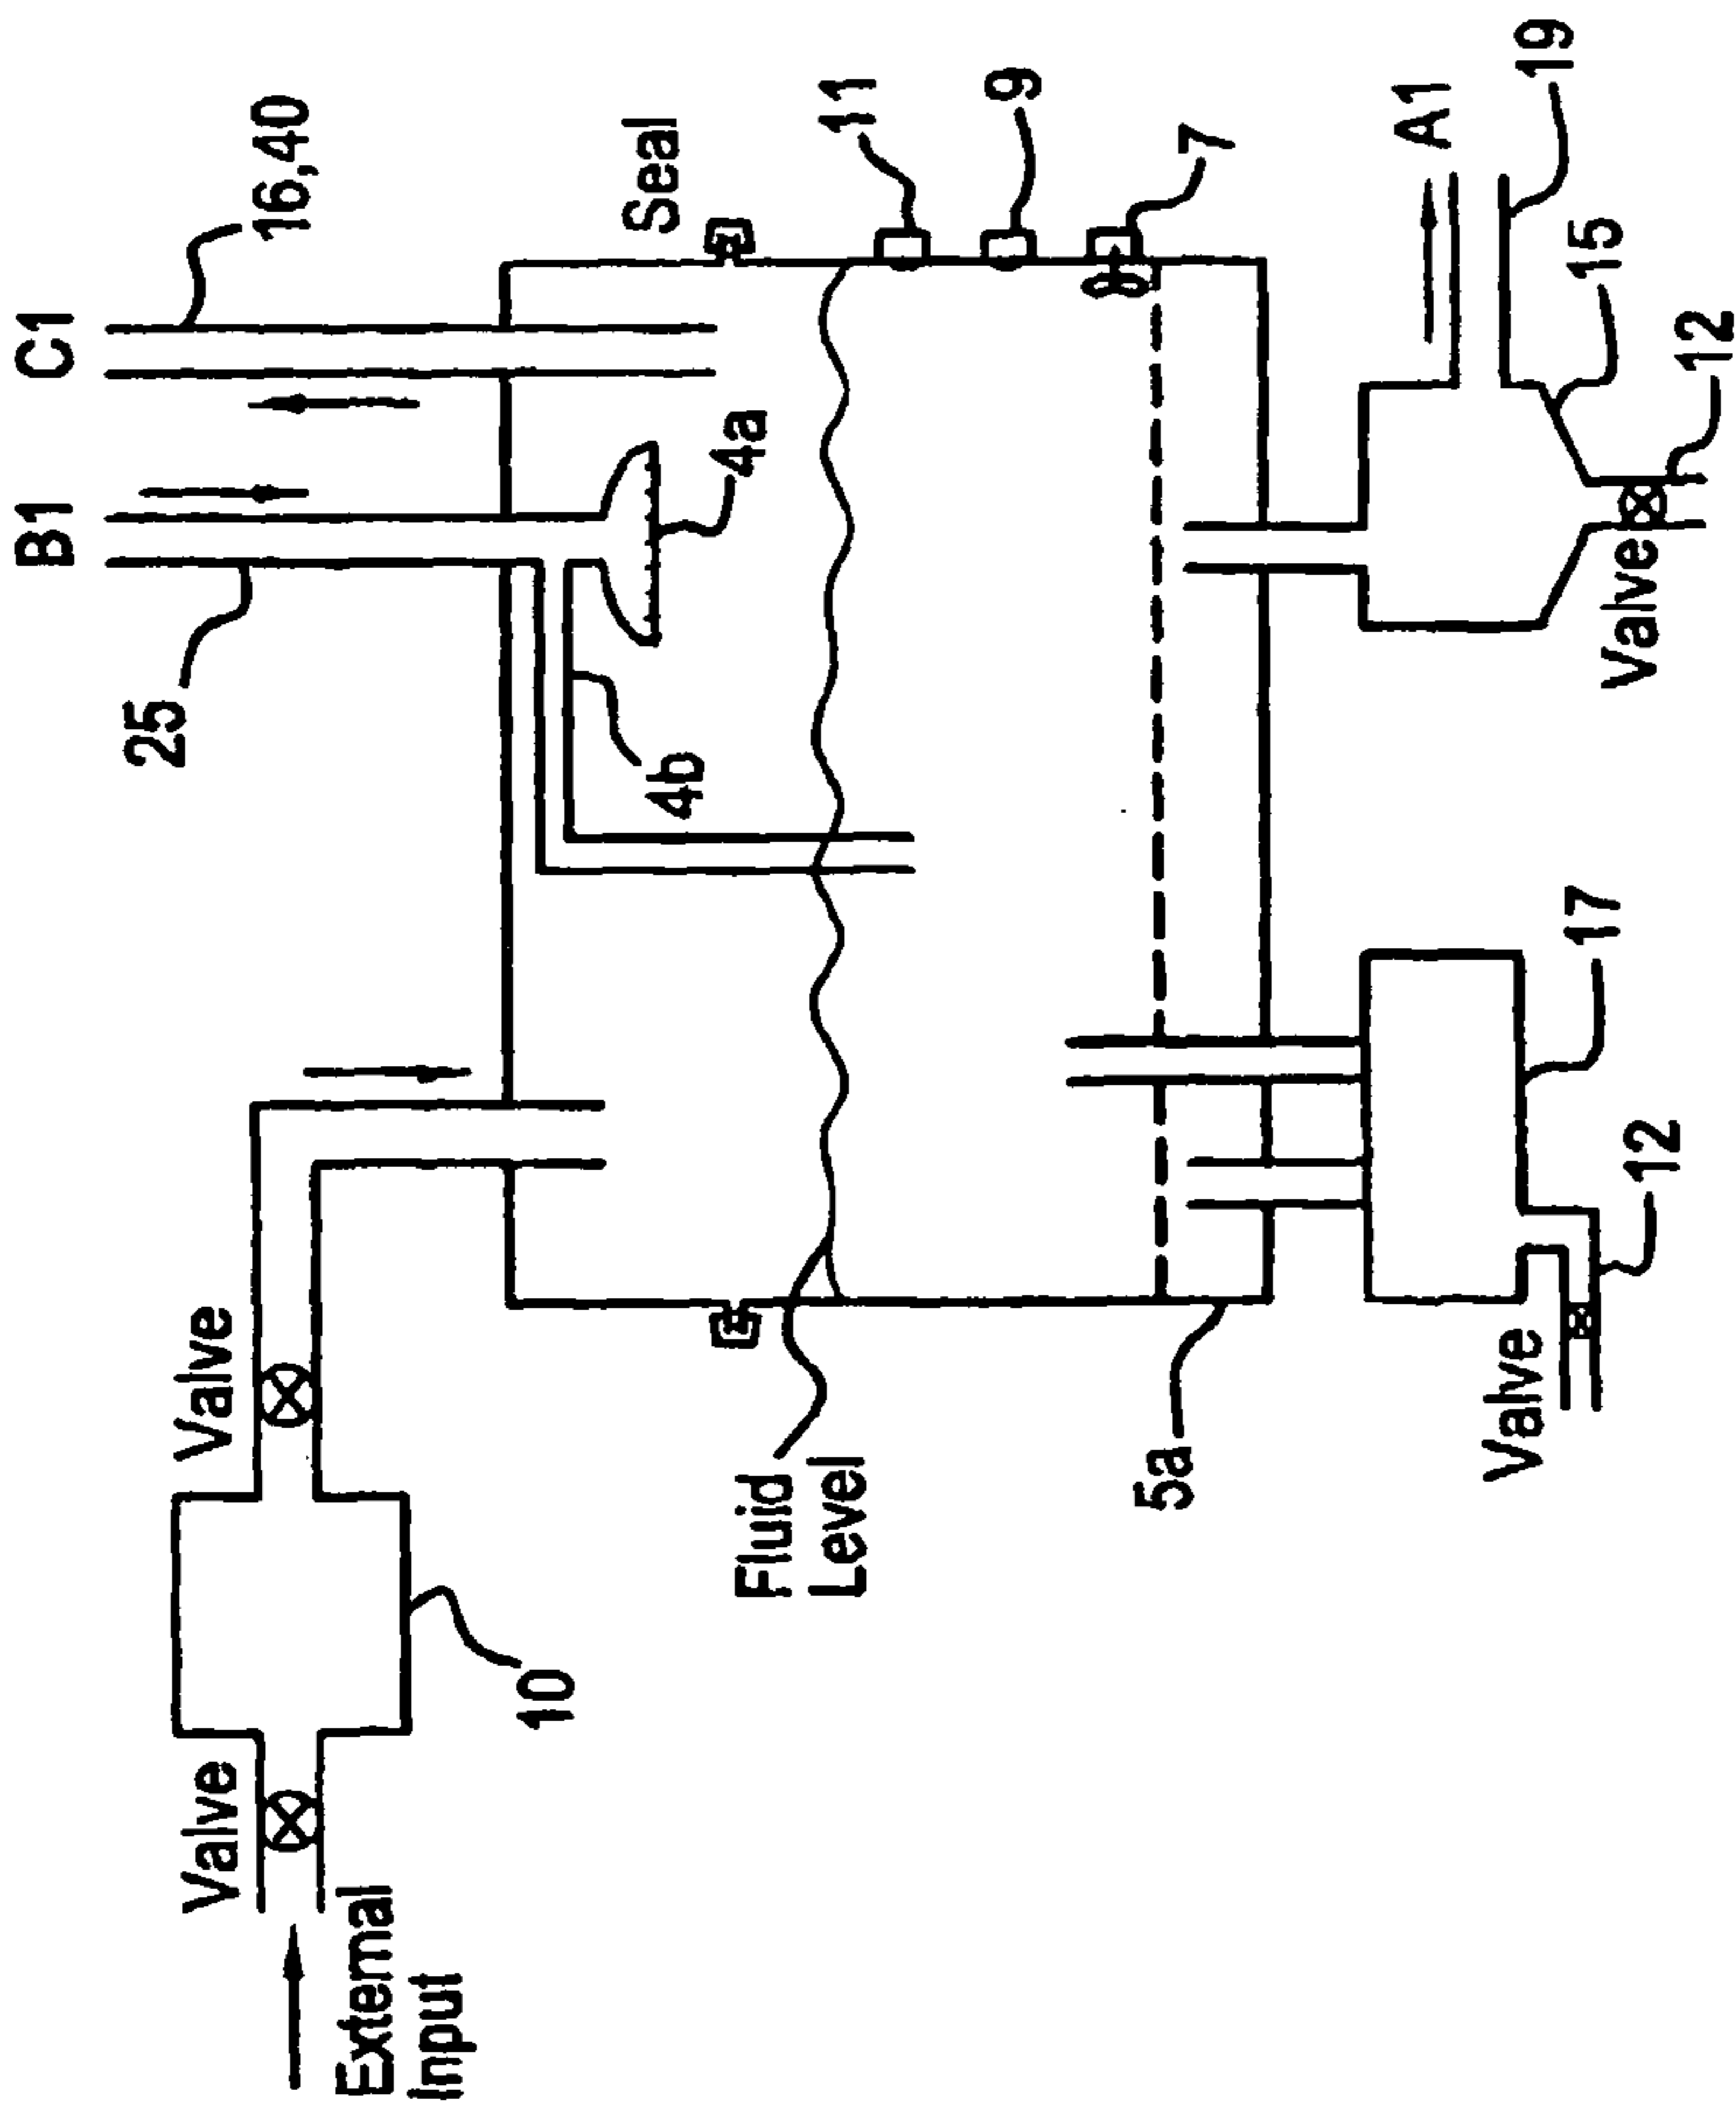 B1
C1
25
Valve
Valve
16,40
External
Input
10
Seal
4b
4a
Fluid
Level
11
9
5a
7
A1
Valve
19
17
15
Valve
12
12